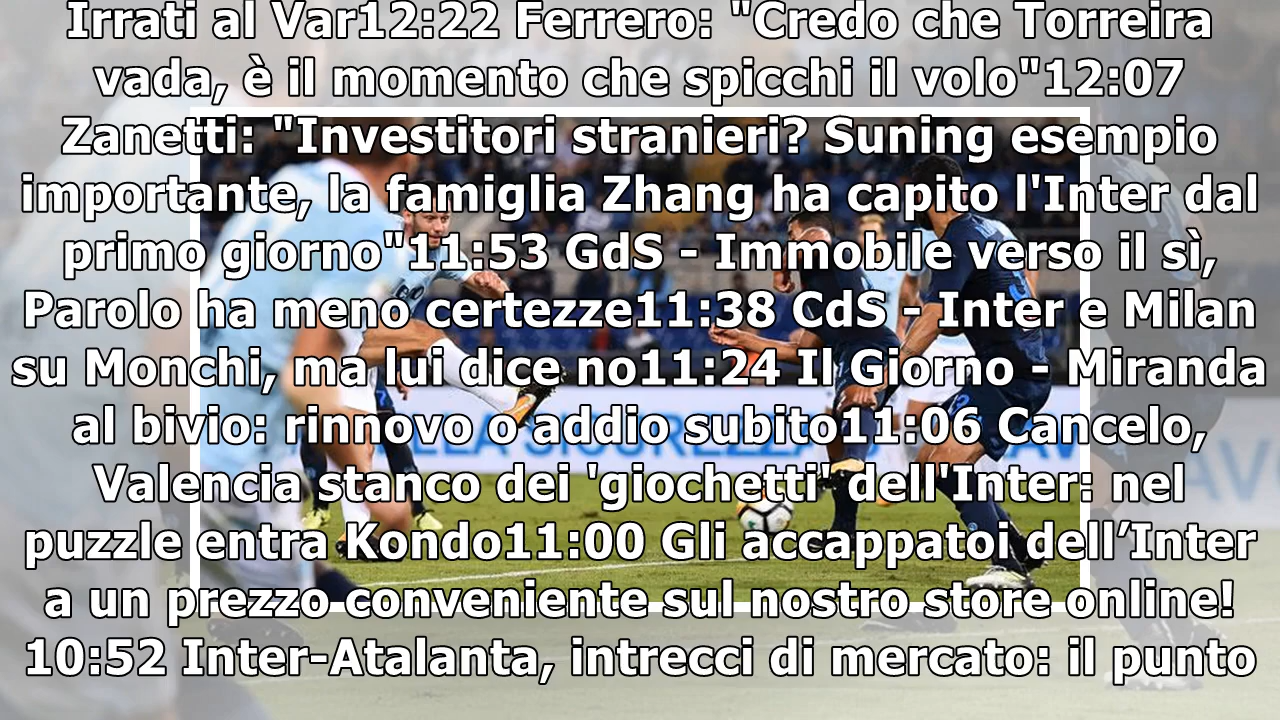 Irrati al Var12:22 Ferrero: "Credo che Torreira
vada, è il momento che spicchi il volo"12:07
Zanetti: "Investitori stranieri? Suning esempio
importante, la famiglia Zhang ha capito l'Inter dal
primo giorno"11:53 GdS - Immobile verso il sì,
Parolo ha meno certezze11:38 CdS - Inter e Milan
su Monchi, ma lui dice no11:24 Il Giorno - Miranda
al bivio: rinnovo o addio subito11:06 Cancelo,
Valencia stanco dei 'giochetti' dell'Inter: nel
puzzle entra Kondo11:00 Gli accappatoi dell’Inter
a un prezzo conveniente sul nostro store online!
10:52 Inter-Atalanta, intrecci di mercato: il punto